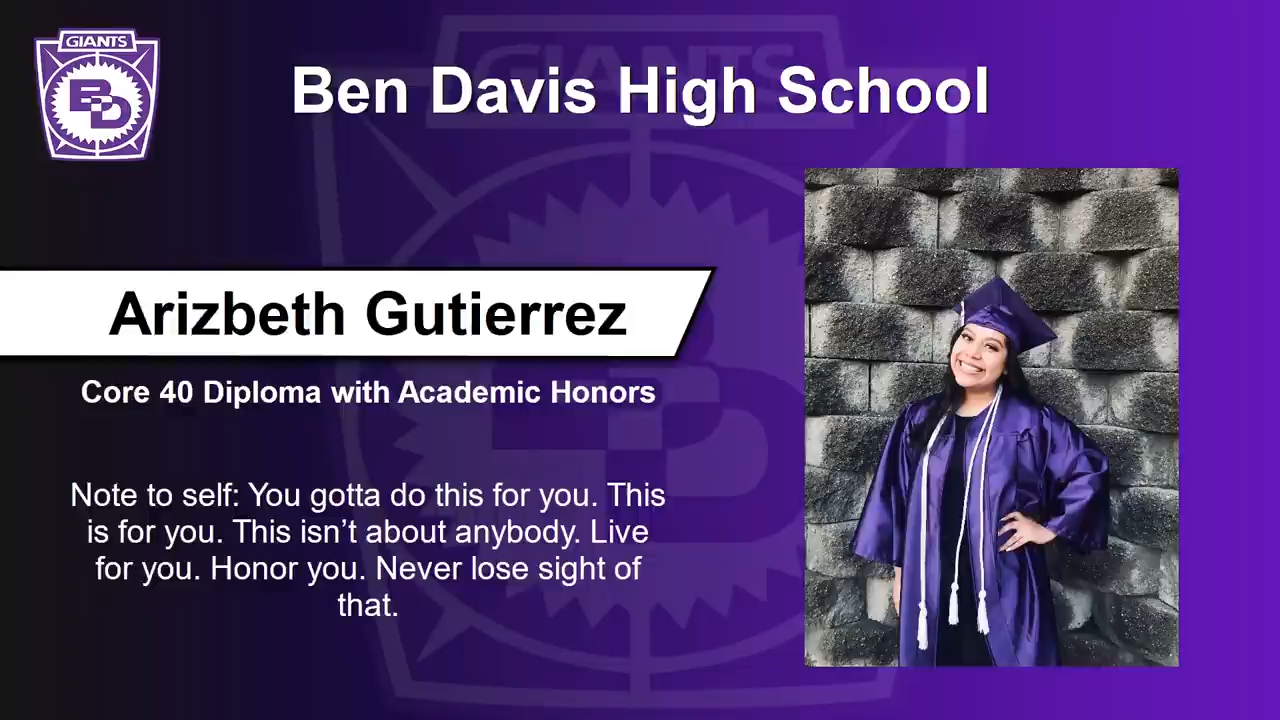 GIANTS
BD
GIANTS
Ben Davis High School
Arizbeth Gutierrez
Core 40 Diploma with Academic Honors
Note to self: You gotta do this for you. This
is for you. This isn’t about anybody. Live
for you. Honor you. Never lose sight of
that.